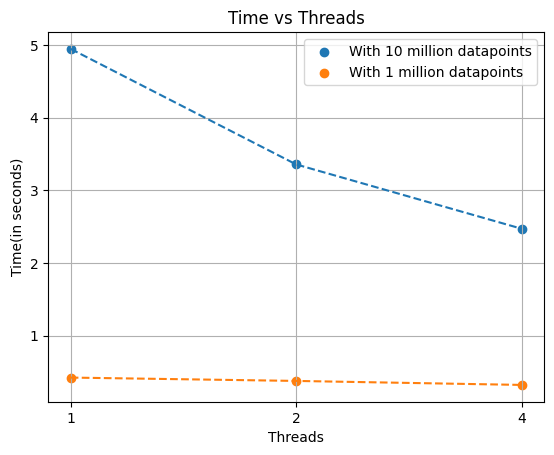 Time vs Threads
With 10 million datapoints
With 1 million datapoints
Time(in seconds)
5
4
3
2
1
1 2 4
Threads